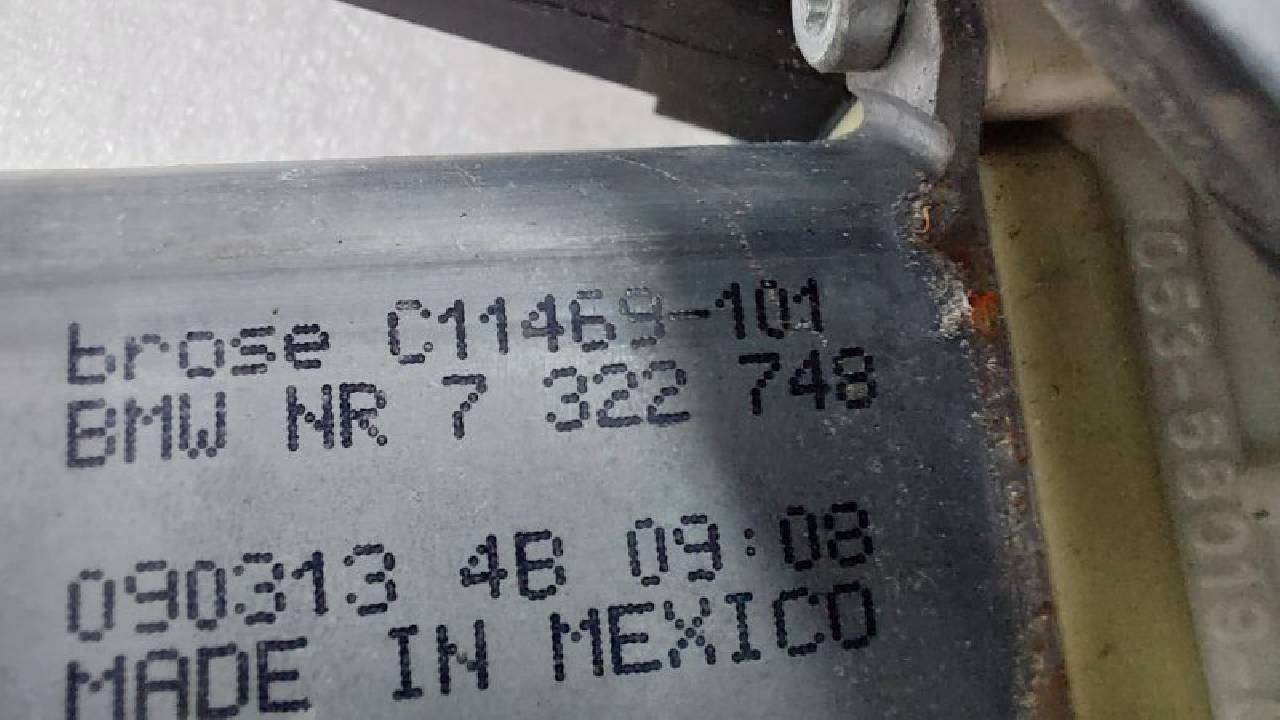 brose C11469-101
BMW NR 7 322 748
090313 4B 09:08
MADE IN MEXICO